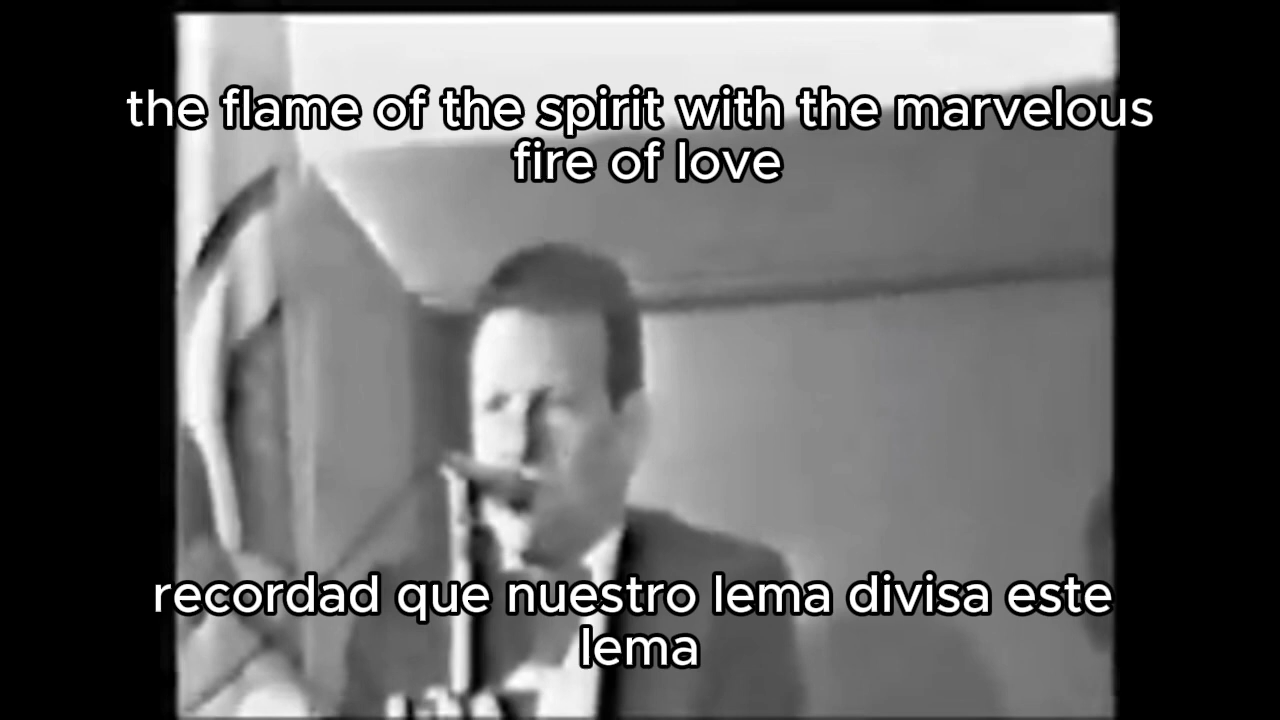 the flame of the spirit with the marvelous
fire of love
recordad que nuestro lema divisa este
lema